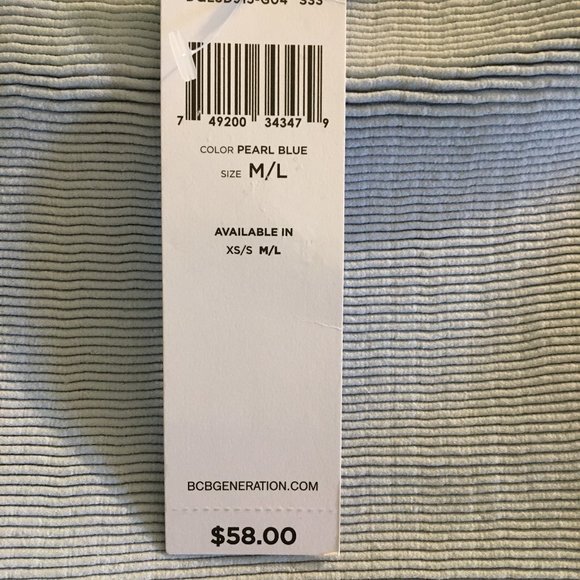 7 49200 34347 9
COLOR PEARL BLUE
SIZE M/L
AVAILABLE IN
XS/S M/L
BCBGENERATION.COM
$58.00